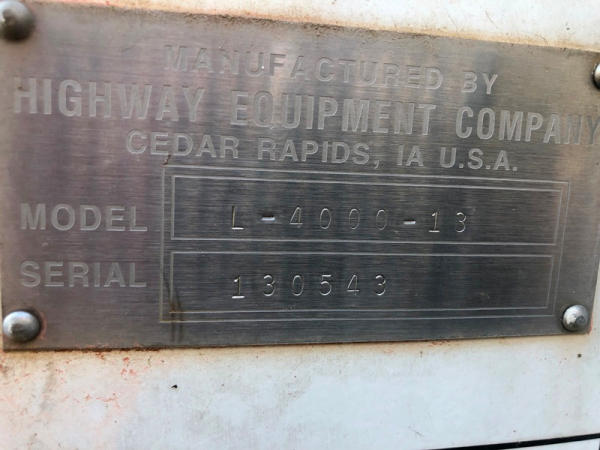 MANUFACTURED BY
HIGHWAY EQUIPMENT COMPANY
CEDAR RAPIDS, IA U.S.A.
MODEL L-4000-13
SERIAL 130543